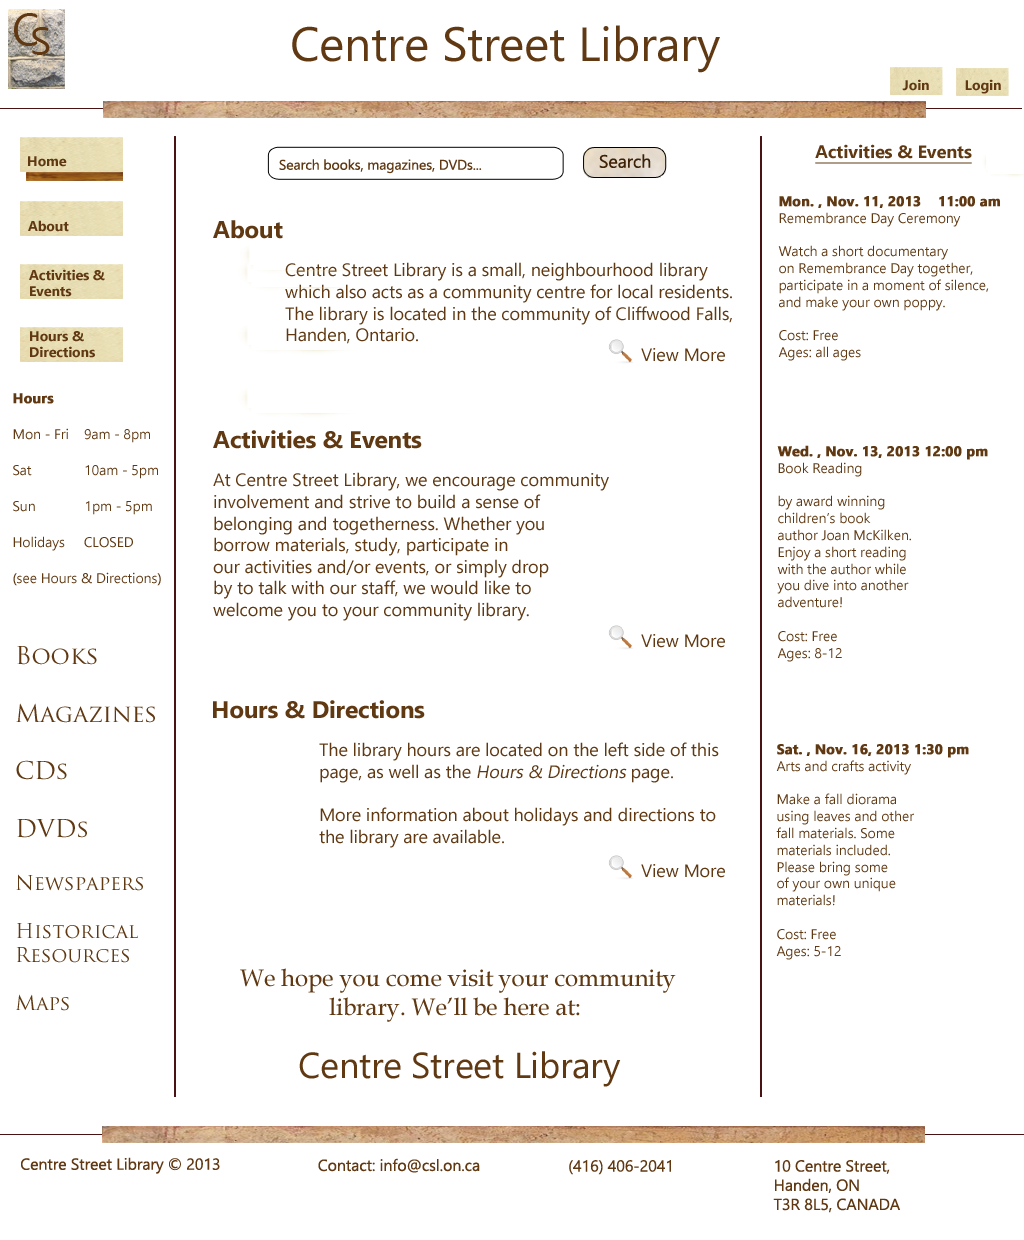 CS
Centre Street Library
Join
Login
Home
About
Activities &
Events
Hours &
Directions
Hours
Mon - Fri 9am - 8pm
Sat 10am - 5pm
Sun 1pm - 5pm
Holidays CLOSED
(see Hours & Directions)
Books
Magazines
CDs
DVDs
Newspapers
Historical
Resources
Maps
Search books, magazines, DVDs...
Search
About
Centre Street Library is a small, neighbourhood library
which also acts as a community centre for local residents.
The library is located in the community of Cliffwood Falls,
Handen, Ontario.
View More
Activities & Events
At Centre Street Library, we encourage community
involvement and strive to build a sense of
belonging and togetherness. Whether you
borrow materials, study, participate in
our activities and/or events, or simply drop
by to talk with our staff, we would like to
welcome you to your community library.
View More
Hours & Directions
The library hours are located on the left side of this
page, as well as the Hours & Directions page.
More information about holidays and directions to
the library are available.
View More
We hope you come visit your community
library. We’ll be here at:
Centre Street Library
Activities & Events
Mon. , Nov. 11, 2013 11:00 am
Remembrance Day Ceremony
Watch a short documentary
on Remembrance Day together,
participate in a moment of silence,
and make your own poppy.
Cost: Free
Ages: all ages
Wed. , Nov. 13, 2013 12:00 pm
Book Reading
by award winning
children’s book
author Joan McKilken.
Enjoy a short reading
with the author while
you dive into another
adventure!
Cost: Free
Ages: 8-12
Sat. , Nov. 16, 2013 1:30 pm
Arts and crafts activity
Make a fall diorama
using leaves and other
fall materials. Some
materials included.
Please bring some
of your own unique
materials!
Cost: Free
Ages: 5-12
Centre Street Library © 2013
Contact: info@csl.on.ca
(416) 406-2041
10 Centre Street,
Handen, ON
T3R 8L5, CANADA